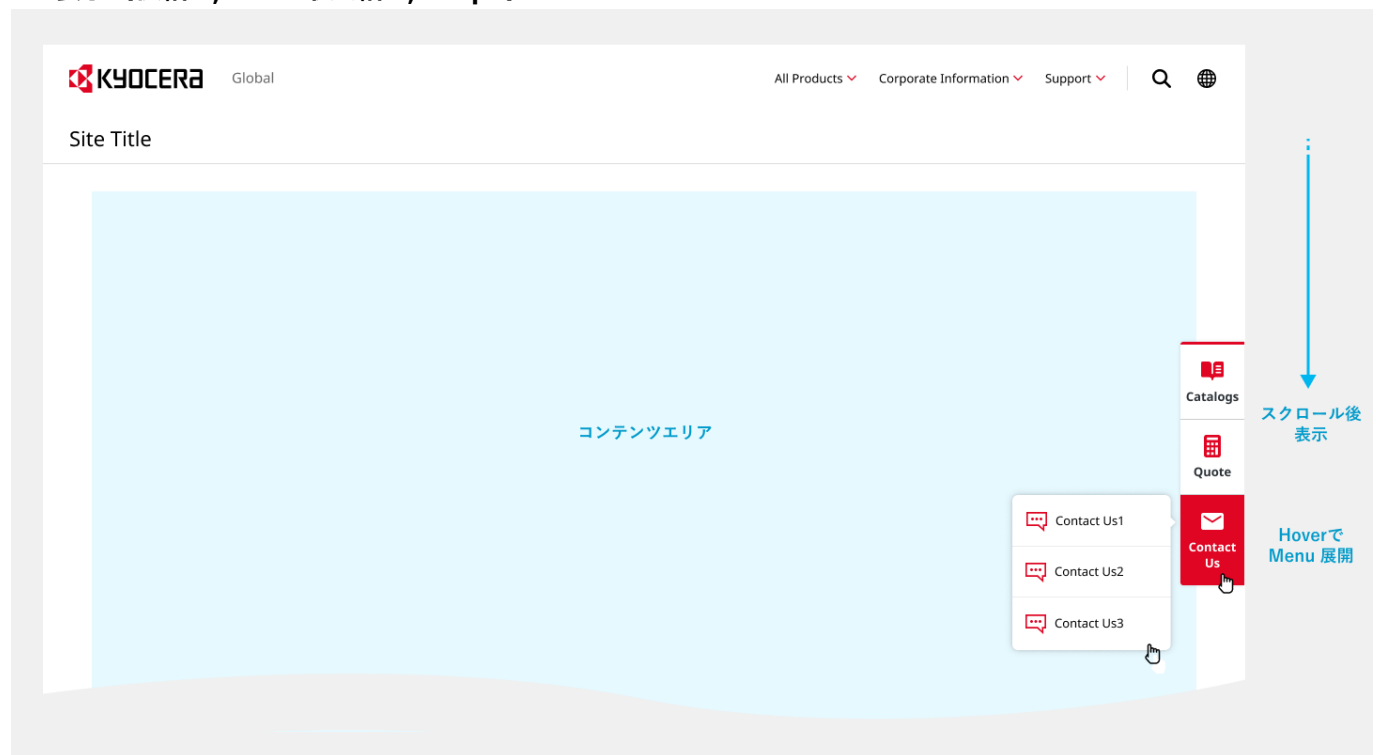 KYOCERA Global All Products Corporate Information Support
Site Title
コンテンツエリア
Catalogs
Quote
Contact
Us
Contact Us1
Contact Us2
Contact Us3
スクロール後
表示
Hoverで
Menu 展開